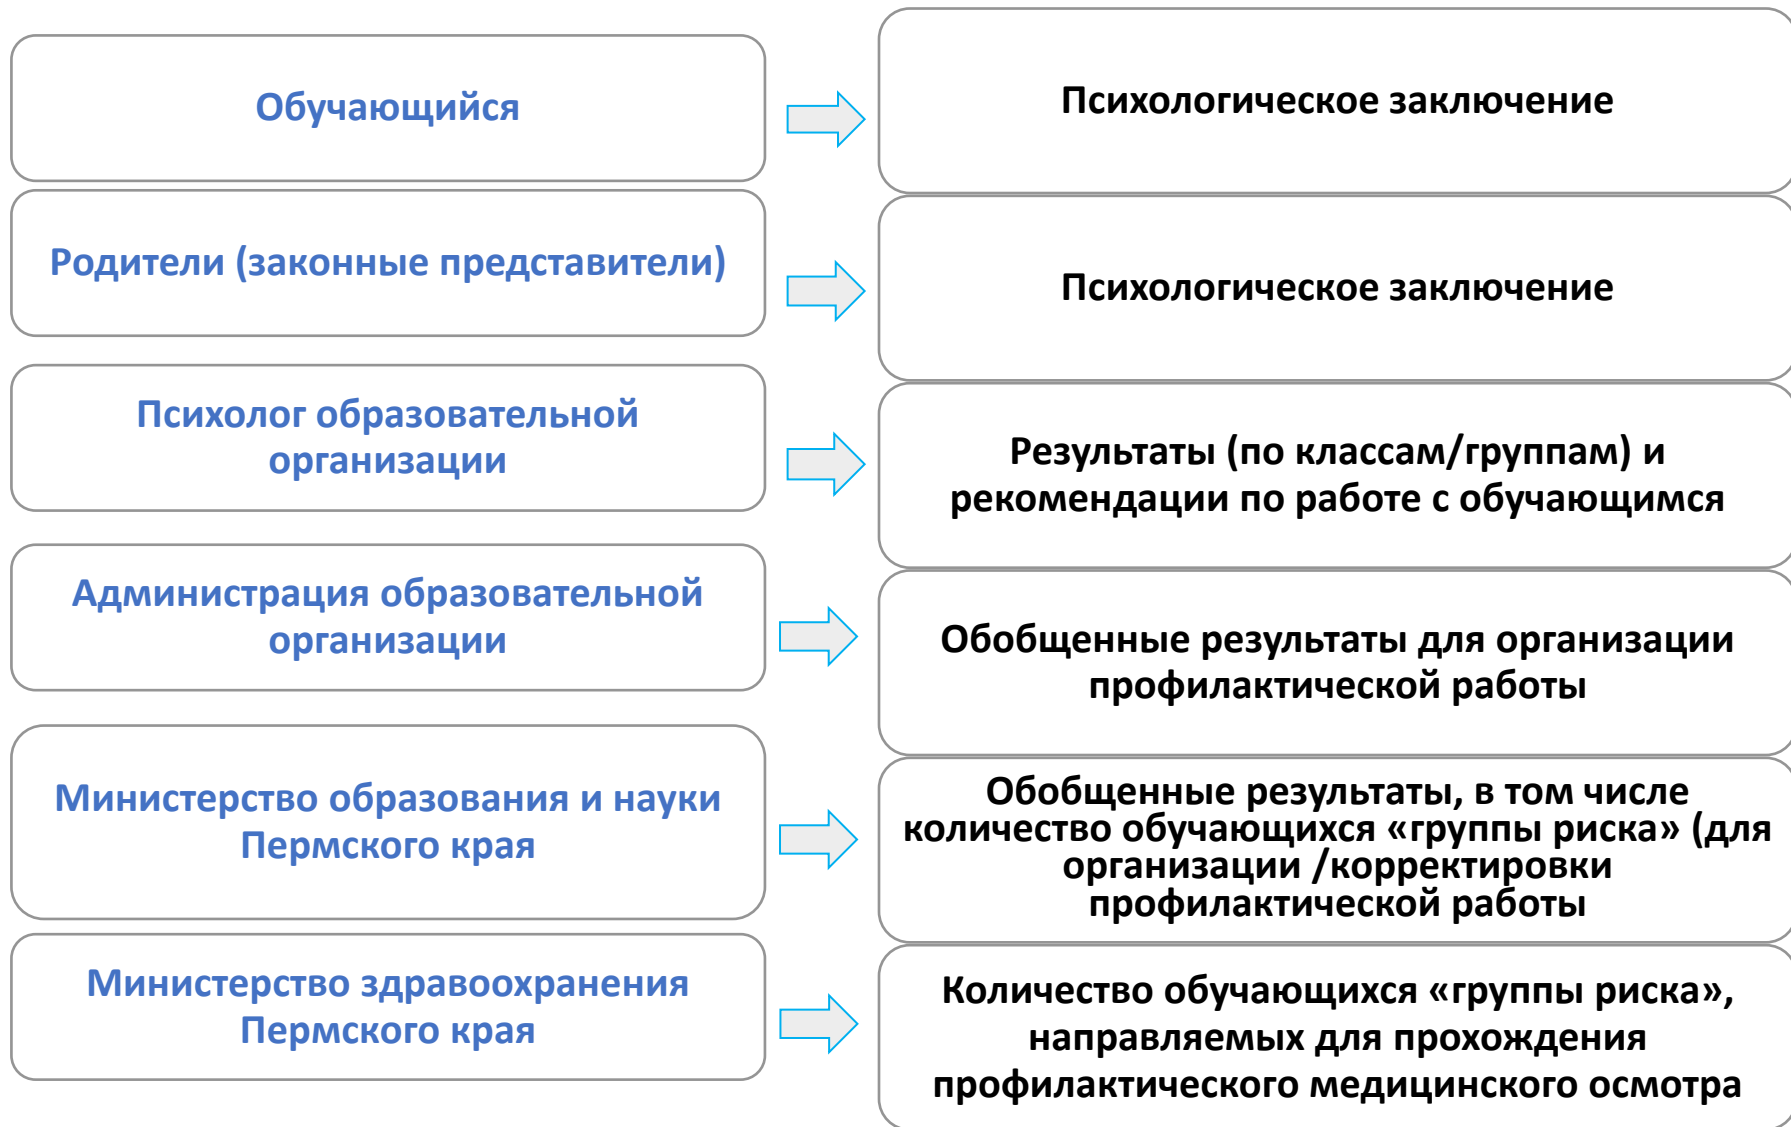 Обучающийся
Психологическое заключение
Родители (законные представители)
Психологическое заключение
Психолог образовательной
организации
Результаты (по классам/группам) и
рекомендации по работе с обучающимся
Администрация образовательной
организации
Обобщенные результаты для организации
профилактической работы
Министерство образования и науки
Пермского края
Обобщенные результаты, в том числе
количество обучающихся «группы риска» (для
организации /корректировки
профилактической работы
Министерство здравоохранения
Пермского края
Количество обучающихся «группы риска»,
направляемых для прохождения
профилактического медицинского осмотра